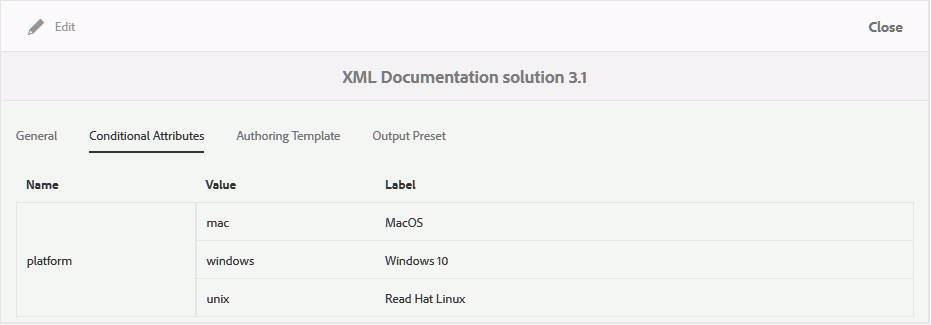 Edit
Close
XML Documentation solution 3.1
General Conditional Attributes Authoring Template Output Preset
Name Value Label
mac MacOS
platform windows Windows 10
unix Read Hat Linux